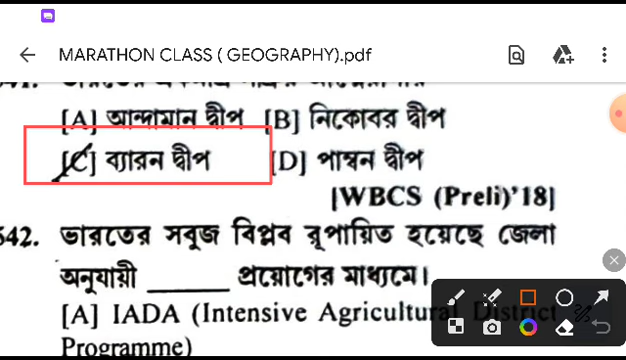 MARATHON CLASS ( GEOGRAPHY).pdf
[A] আন্দামান দ্বীপ [B] নিকোবর দ্বীপ
[C] ব্যারন দ্বীপ [D] পাম্বন দ্বীপ
[WBCS (Preli)'18]
542. ভারতের সবুজ বিপ্লব রূপায়িত হয়েছে জেলা
অনুযায়ী ______ প্রয়োগের মাধ্যমে।
[A] IADA (Intensive Agricultural District
Programme)